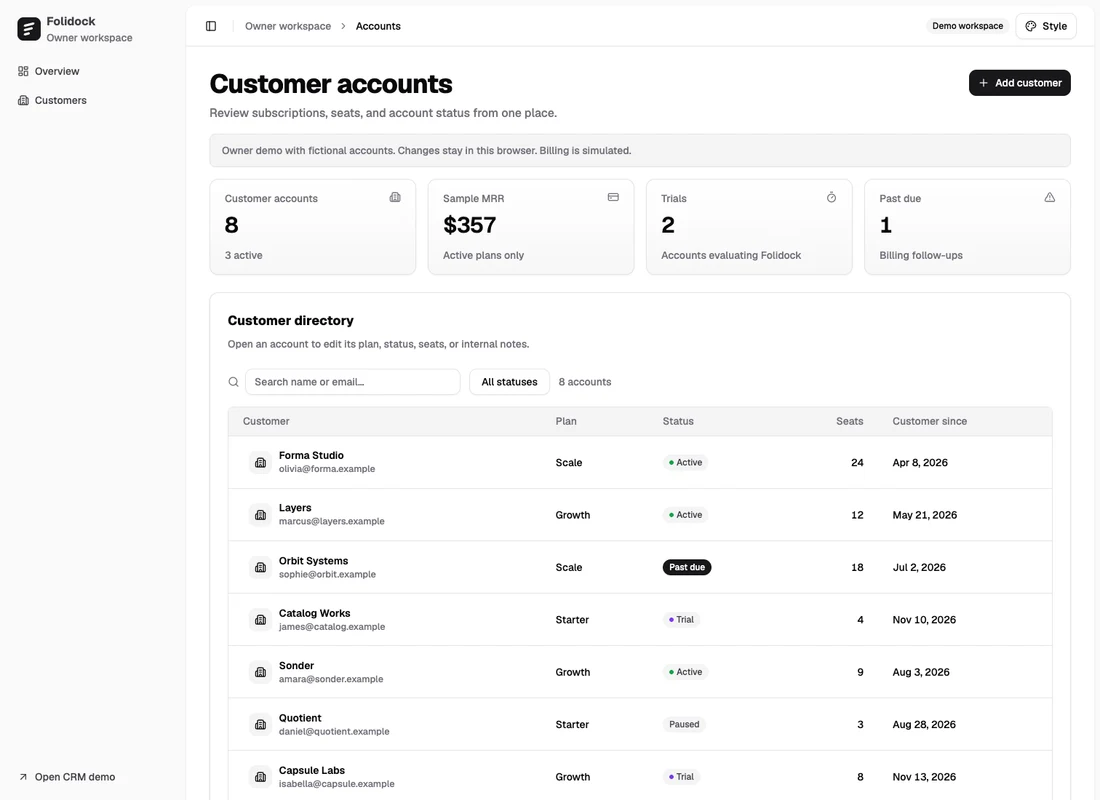 Folidock
Owner workspace
Overview
Customers
Open CRM demo
Owner workspace > Accounts
Demo workspace
Style
Customer accounts
Add customer
Review subscriptions, seats, and account status from one place.
Owner demo with fictional accounts. Changes stay in this browser. Billing is simulated.
Customer accounts
8
3 active
Sample MRR
$357
Active plans only
Trials
2
Accounts evaluating Folidock
Past due
1
Billing follow-ups
Customer directory
Open an account to edit its plan, status, seats, or internal notes.
Search name or email... All statuses 8 accounts
Customer Plan Status Seats Customer since
Forma Studio
olivia@forma.example
Scale Active 24 Apr 8, 2026
Layers
marcus@layers.example
Growth Active 12 May 21, 2026
Orbit Systems
sophie@orbit.example
Scale Past due 18 Jul 2, 2026
Catalog Works
james@catalog.example
Starter Trial 4 Nov 10, 2026
Sonder
amara@sonder.example
Growth Active 9 Aug 3, 2026
Quotient
daniel@quotient.example
Starter Paused 3 Aug 28, 2026
Capsule Labs
isabella@capsule.example
Growth Trial 8 Nov 13, 2026